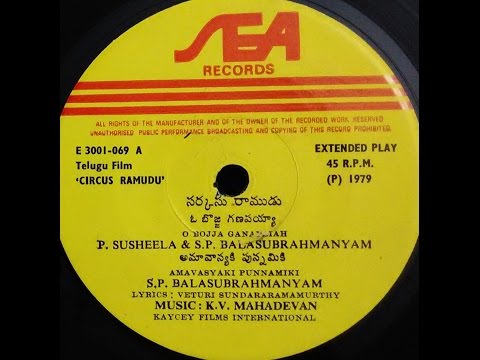 SEA
RECORDS
ALL RIGHTS OF THE MANUFACTURER AND OF THE OWNER OF THE RECORDED WORK RESERVED
UNAUTHORISED PUBLIC PERFORMANCE BROADCASTING AND COPYING OF THIS RECORD PROHIBITED.
E 3001-069 A
Telugu Film
'CIRCUS RAMUDU'
EXTENDED PLAY
45 R.P.M.
(P) 1979
సర్కసు రాముడు
ఓ బొజ్జ గణపయ్యా
O BOJJA GANAPAIAH
P. SUSHEELA & S.P. BALASUBRAHMANYAM
అమావాస్యకి పున్నమికి
AMAVASYAKI PUNNAMIKI
S.P. BALASUBRAHMANYAM
LYRICS : VETURI SUNDARARAMAMURTHY
MUSIC : K.V. MAHADEVAN
KAYCEY FILMS INTERNATIONAL